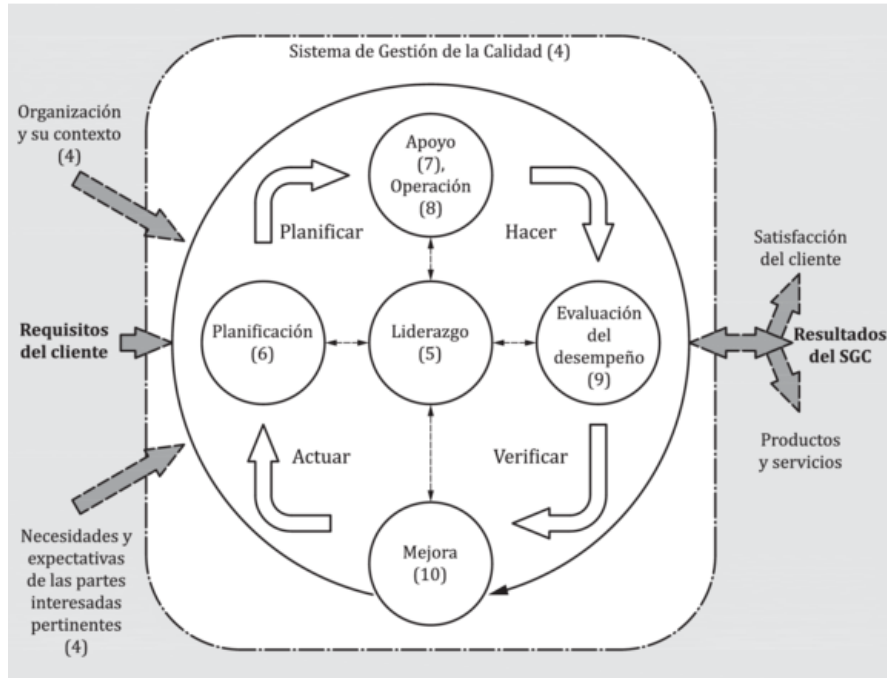 Sistema de Gestión de la Calidad (4)
Organización
y su contexto
(4)
Requisitos
del cliente
Necesidades y
expectativas
de las partes
interesadas
pertinentes
(4)
Apoyo
(7),
Operación
(8)
Planificar
Hacer
Planificación
(6)
Liderazgo
(5)
Evaluación
del
desempeño
(9)
Actuar
Verificar
Mejora
(10)
Satisfacción
del cliente
Resultados
del SGC
Productos
y servicios